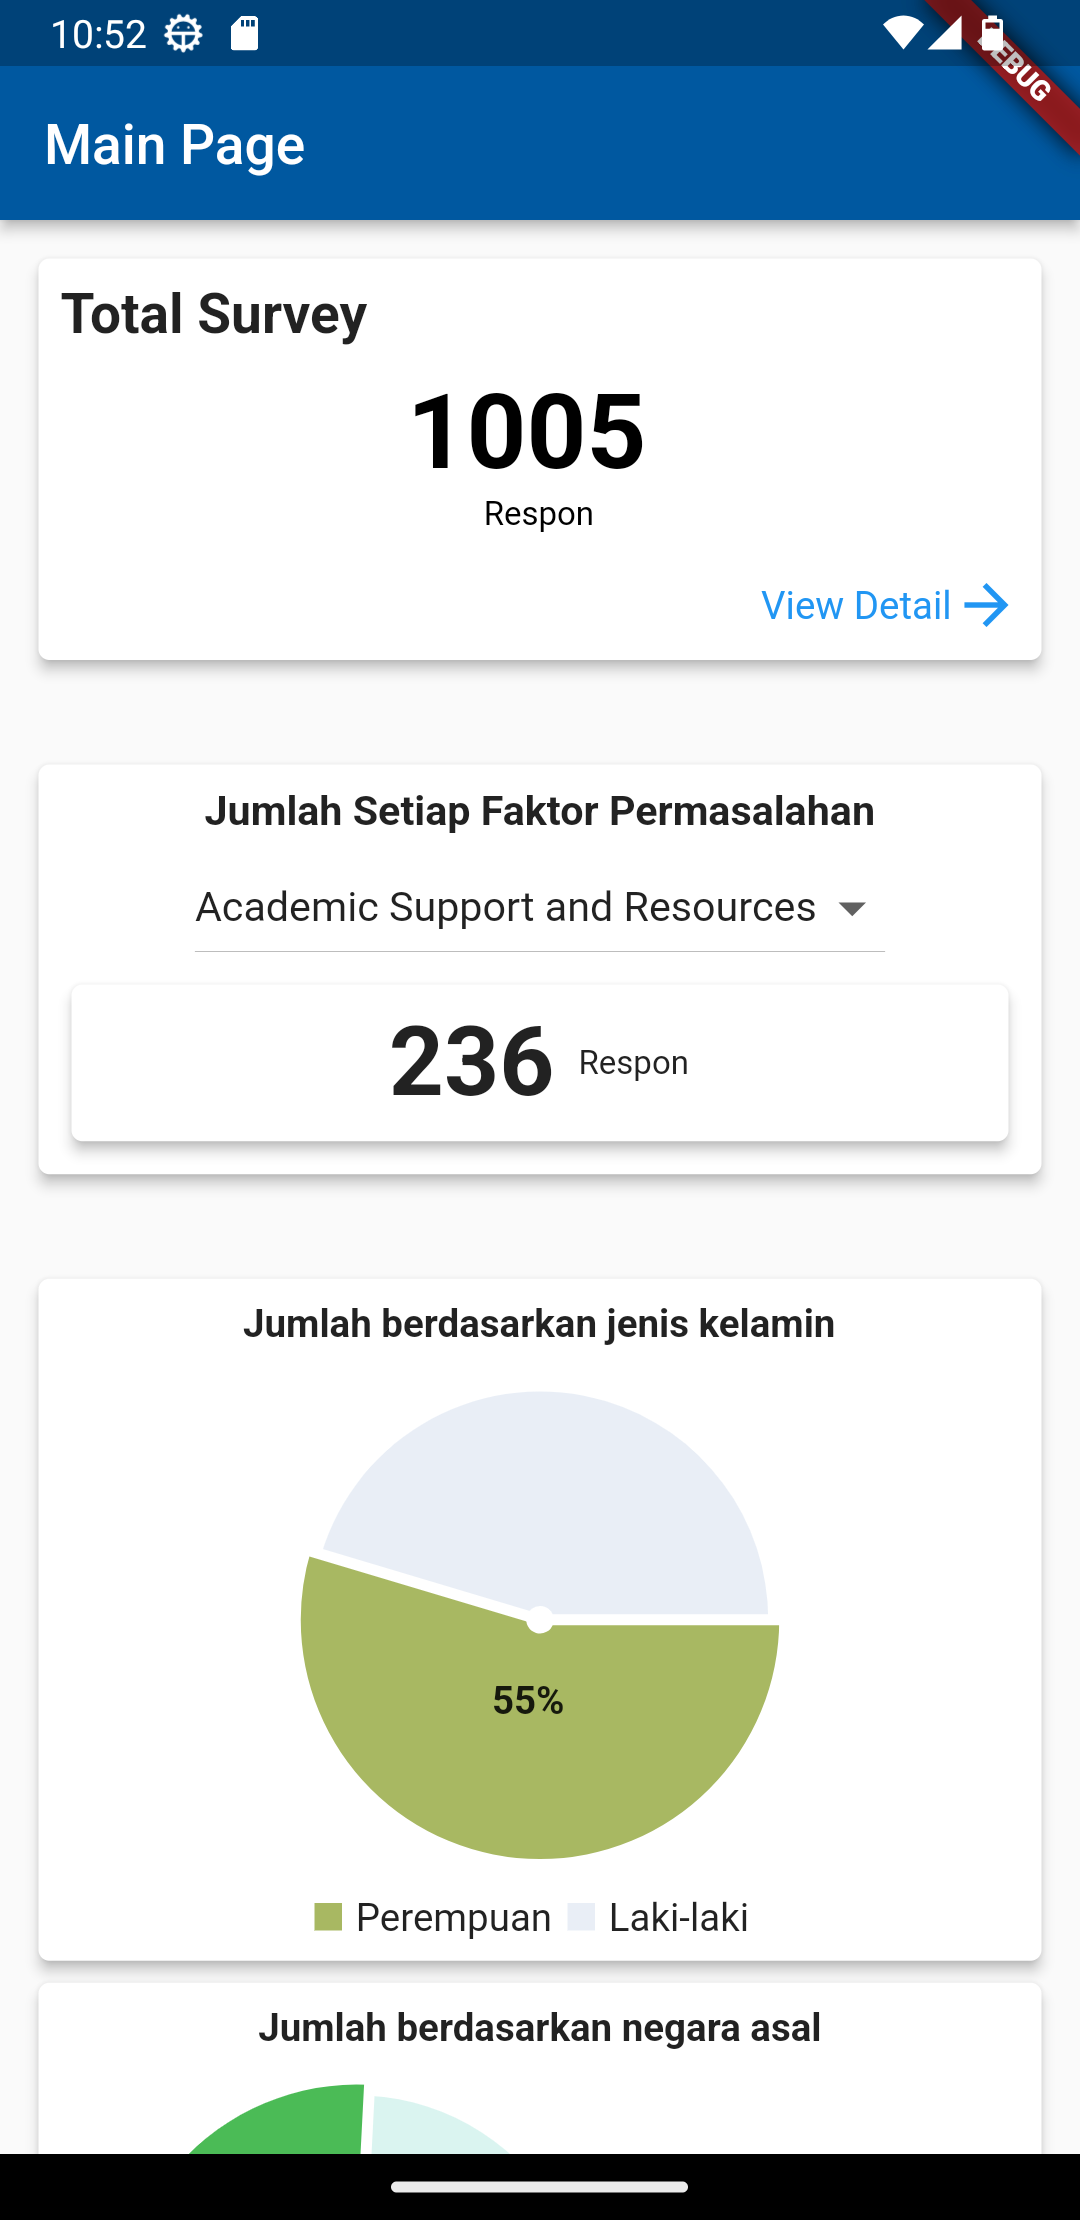 10:52
DEBUG
Main Page
Total Survey
1005
Respon
View Detail
Jumlah Setiap Faktor Permasalahan
Academic Support and Resources
236 Respon
Jumlah berdasarkan jenis kelamin
55%
Perempuan Laki-laki
Jumlah berdasarkan negara asal